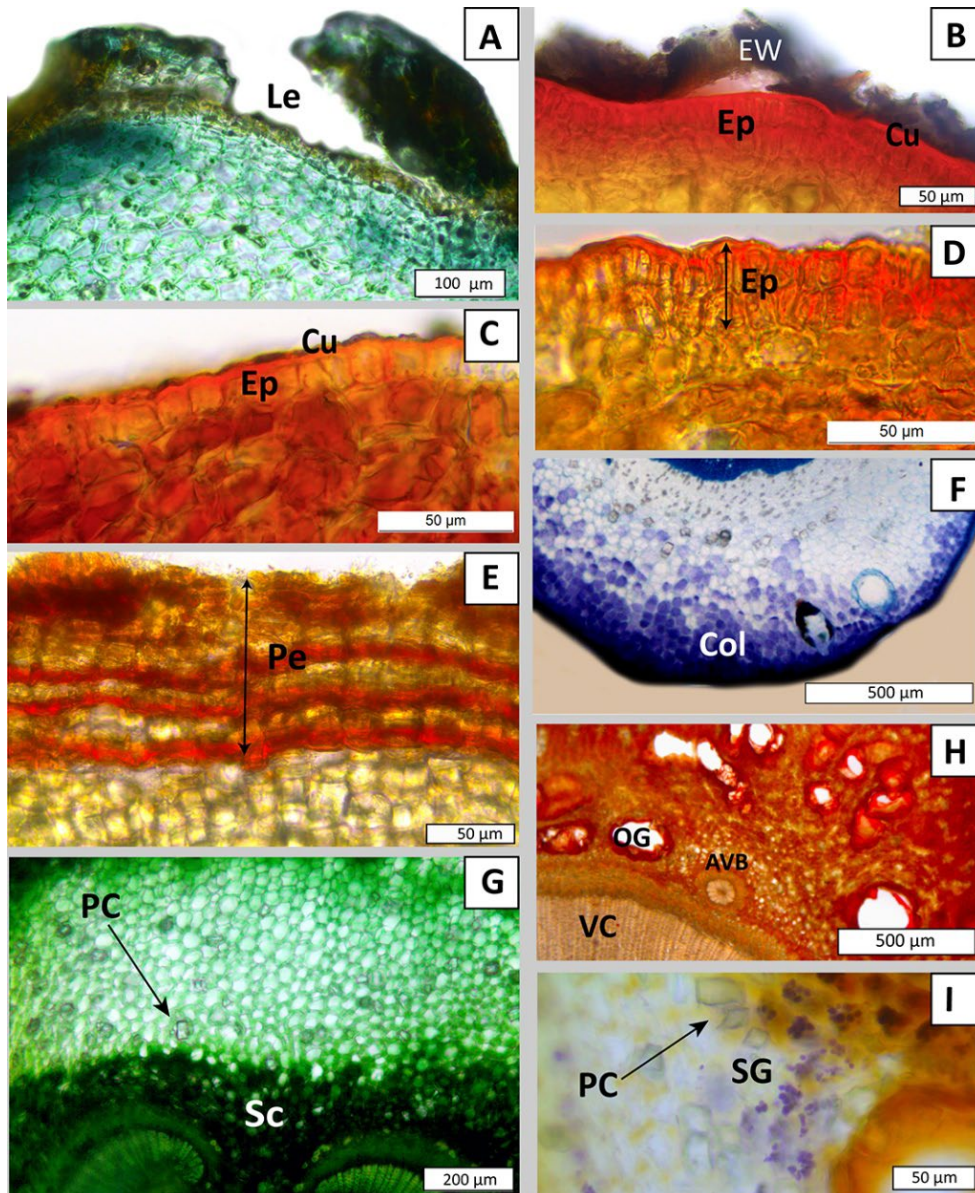 A
Le
100 µm
B
EW
Ep
Cu
50 µm
C
Cu
Ep
50 µm
D
Ep
50 µm
E
Pe
50 µm
F
Col
500 µm
G
PC
Sc
200 µm
H
OG
AVB
VC
500 µm
I
PC
SG
50 µm